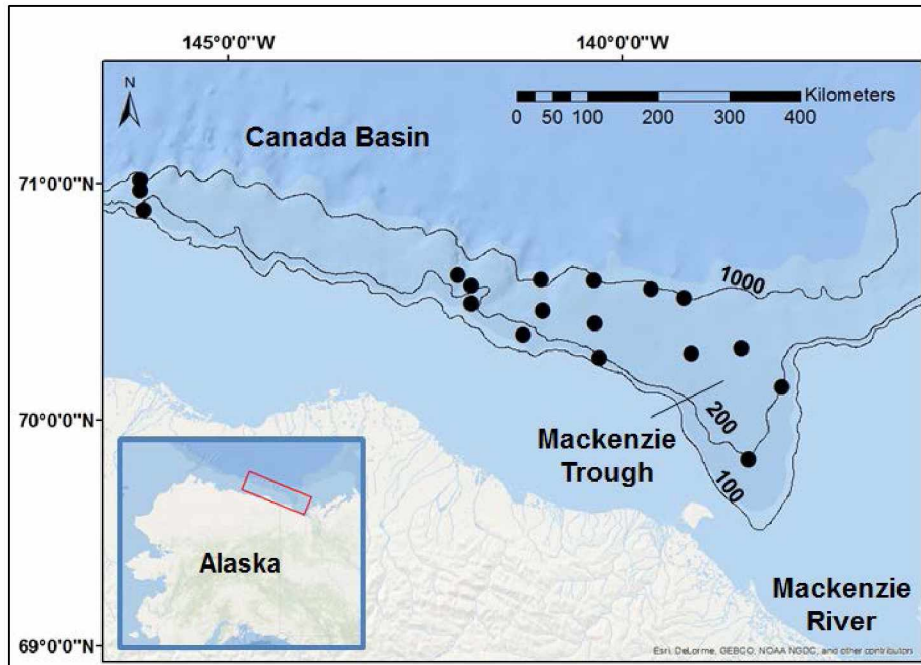 145°0'0"W
140°0'0"W
N
Kilometers
0 50 100 200 300 400
Canada Basin
71°0'0"N
1000
70°0'0"N
200
Mackenzie
Trough
100
Alaska
Mackenzie
River
69°0'0"N
Esri, DeLorme, GEBCO, NOAA NGDC, and other contributors